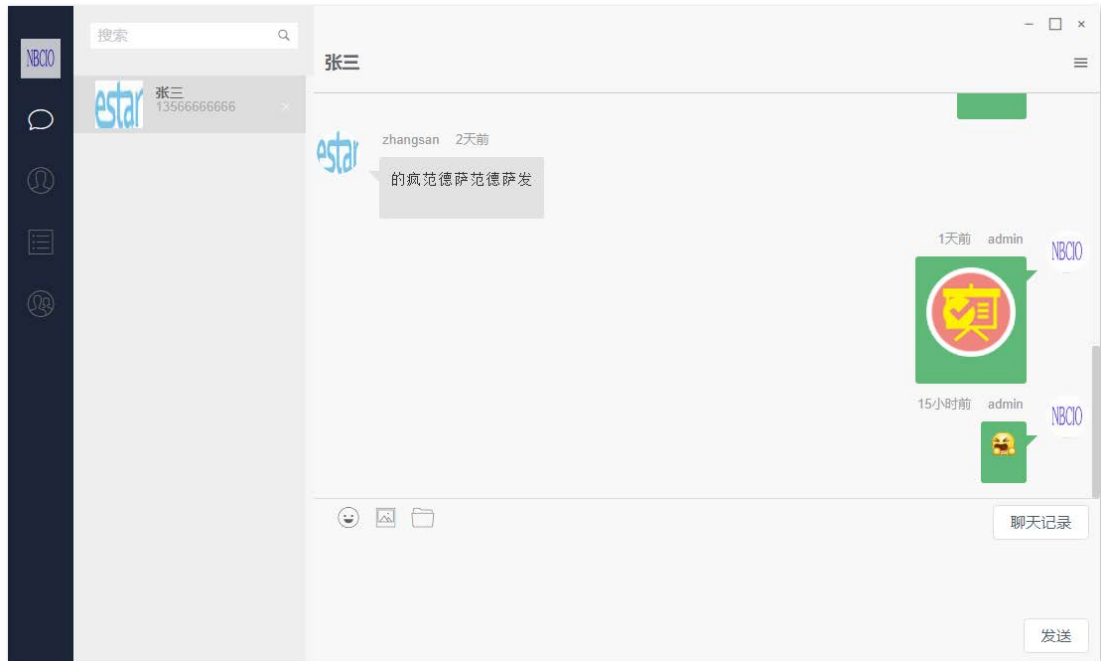 NBCIO
搜索
张三
13566666666
张三
estar
zhangsan 2天前
estar
的疯范德萨范德萨发
1天前 admin
NBCIO
15小时前 admin
NBCIO
聊天记录
发送